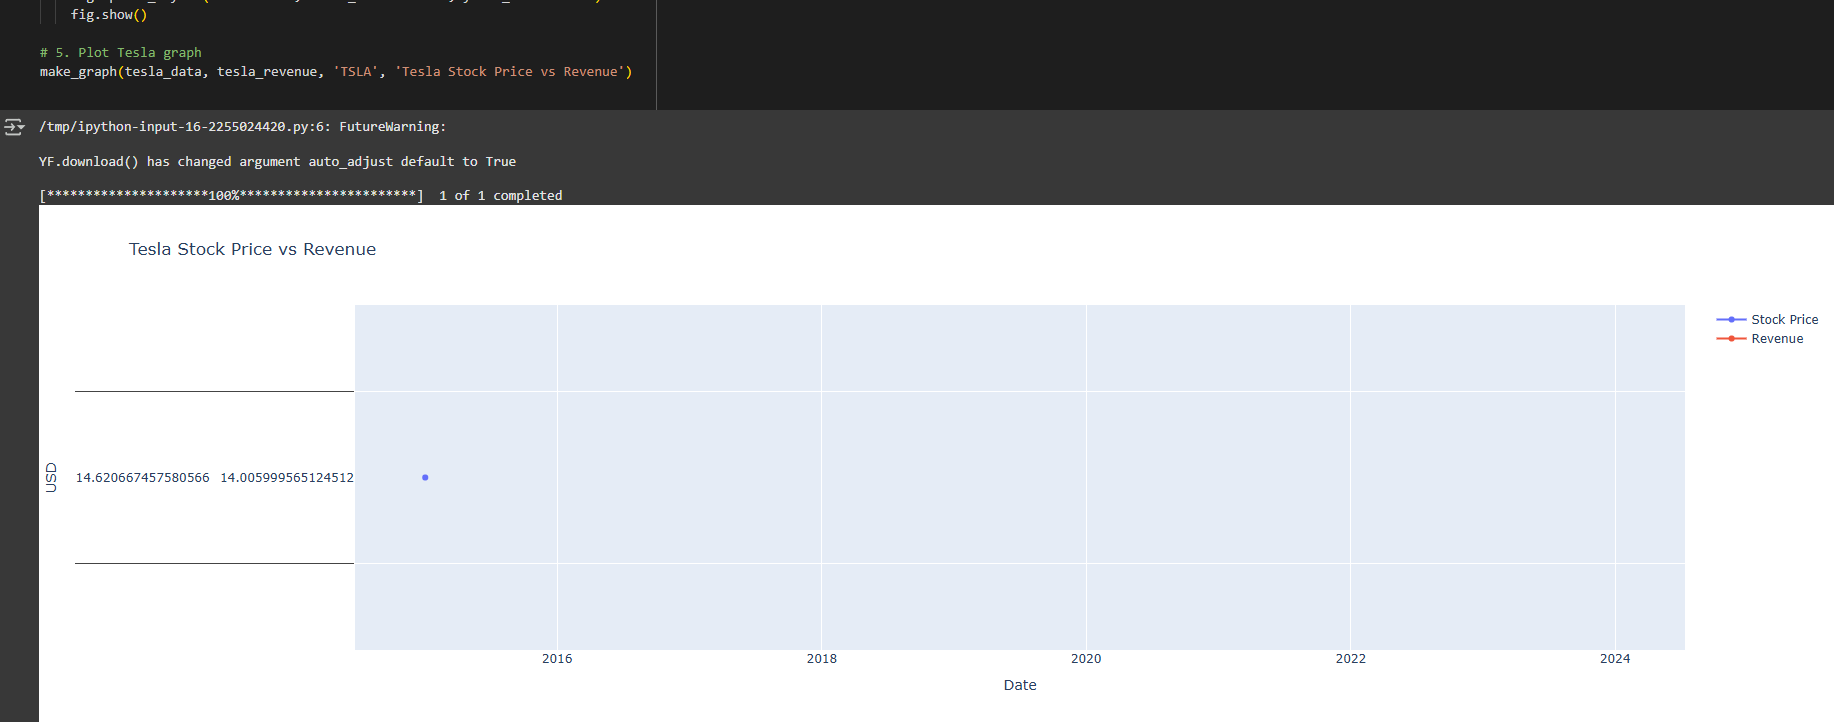 fig.show()
# 5. Plot Tesla graph
make_graph(tesla_data, tesla_revenue, 'TSLA', 'Tesla Stock Price vs Revenue')
/tmp/ipython-input-16-2255024420.py:6: FutureWarning:
YF.download() has changed argument auto_adjust default to True
[*********************100%***********************]  1 of 1 completed
Tesla Stock Price vs Revenue
Stock Price
Revenue
USD
14.620667457580566 14.005999565124512
2016 2018 2020 2022 2024
Date